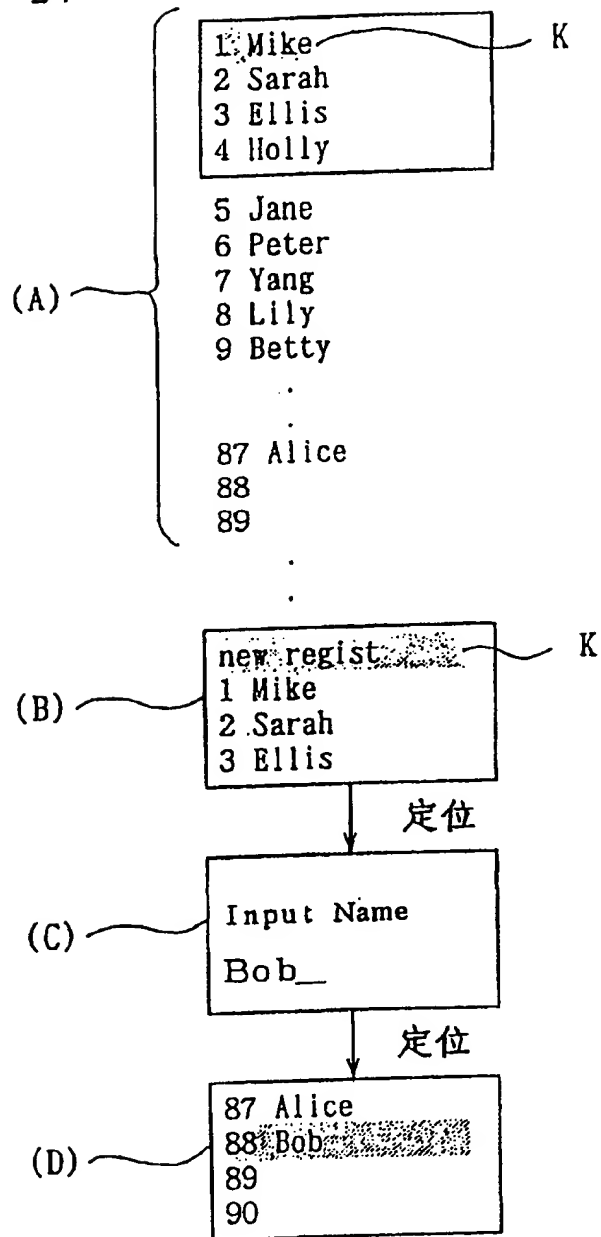 1 Mike K
2 Sarah
3 Ellis
4 Holly
5 Jane
6 Peter
(A)
7 Yang
8 Lily
9 Betty
.
.
87 Alice
88
89
.
.
new regist K
(B)
1 Mike
2 Sarah
3 Ellis
定位
(C)
Input Name
Bob_
定位
87 Alice
88 Bob
(D)
89
90